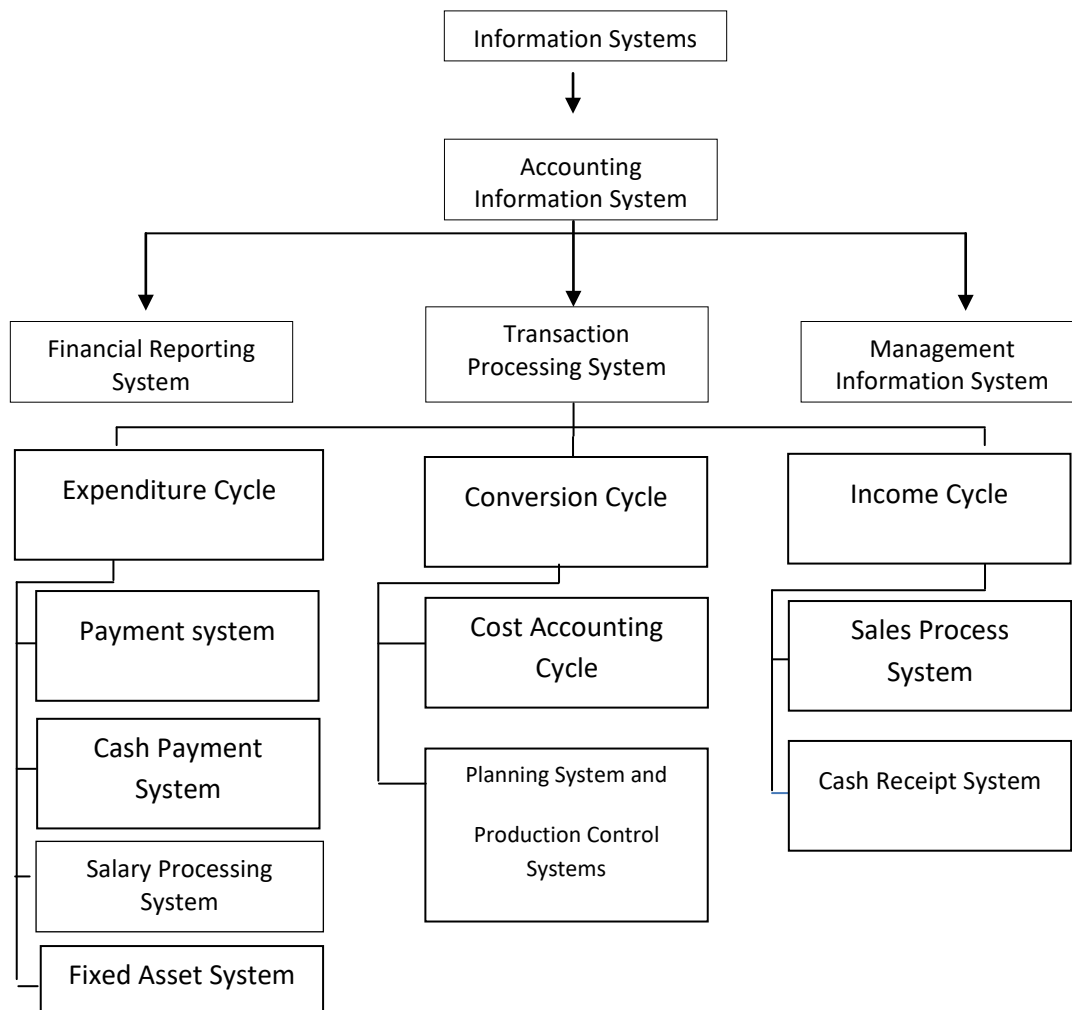 Information Systems
Accounting
Information System
Financial Reporting
System
Transaction
Processing System
Management
Information System
Expenditure Cycle
Conversion Cycle
Income Cycle
Payment system
Cost Accounting
Cycle
Sales Process
System
Cash Payment
System
Planning System and
Production Control
Systems
Cash Receipt System
Salary Processing
System
Fixed Asset System